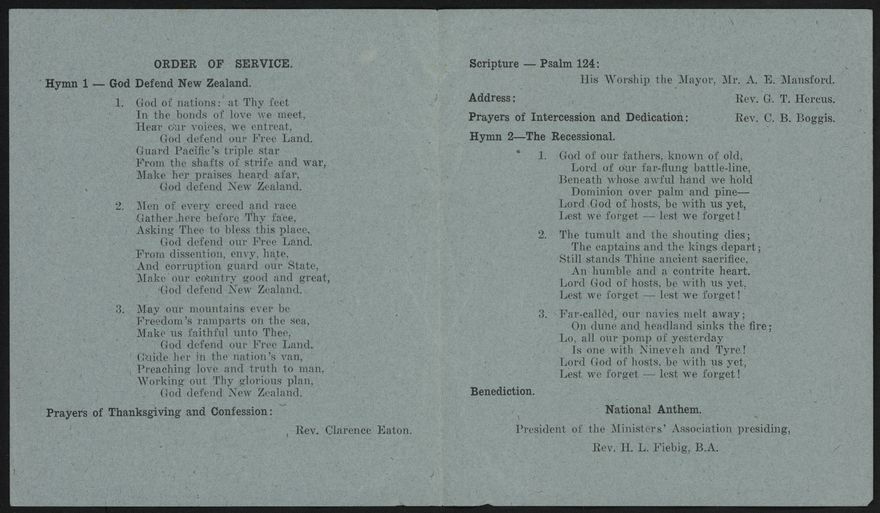 ORDER OF SERVICE.
Hymn 1 — God Defend New Zealand.
1. God of nations: at Thy feet
In the bonds of love we meet,
Hear our voices, we entreat,
God defend our Free Land.
Guard Pacific's triple star
From the shafts of strife and war,
Make her praises heard afar,
God defend New Zealand.
2. Men of every creed and race
Gather here before Thy face,
Asking Thee to bless this place,
God defend our Free Land.
From dissention, envy, hate,
And corruption guard our State,
Make our country good and great,
God defend New Zealand.
3. May our mountains ever be
Freedom's ramparts on the sea,
Make us faithful unto Thee,
God defend our Free Land.
Guide her in the nation's van,
Preaching love and truth to man,
Working out Thy glorious plan,
God defend New Zealand.
Prayers of Thanksgiving and Confession:
Rev. Clarence Eaton.
Scripture — Psalm 124:
His Worship the Mayor, Mr. A. E. Mansford.
Address: Rev. G. T. Hercus.
Prayers of Intercession and Dedication: Rev. C. B. Boggis.
Hymn 2—The Recessional.
1. God of our fathers, known of old,
Lord of our far-flung battle-line,
Beneath whose awful hand we hold
Dominion over palm and pine—
Lord God of hosts, be with us yet,
Lest we forget — lest we forget!
2. The tumult and the shouting dies;
The captains and the kings depart;
Still stands Thine ancient sacrifice,
An humble and a contrite heart.
Lord God of hosts, be with us yet,
Lest we forget — lest we forget!
3. Far-called, our navies melt away;
On dune and headland sinks the fire;
Lo, all our pomp of yesterday
Is one with Nineveh and Tyre!
Lord God of hosts, be with us yet,
Lest we forget — lest we forget!
Benediction.
National Anthem.
President of the Ministers' Association presiding,
Rev. H. L. Fiebig, B.A.